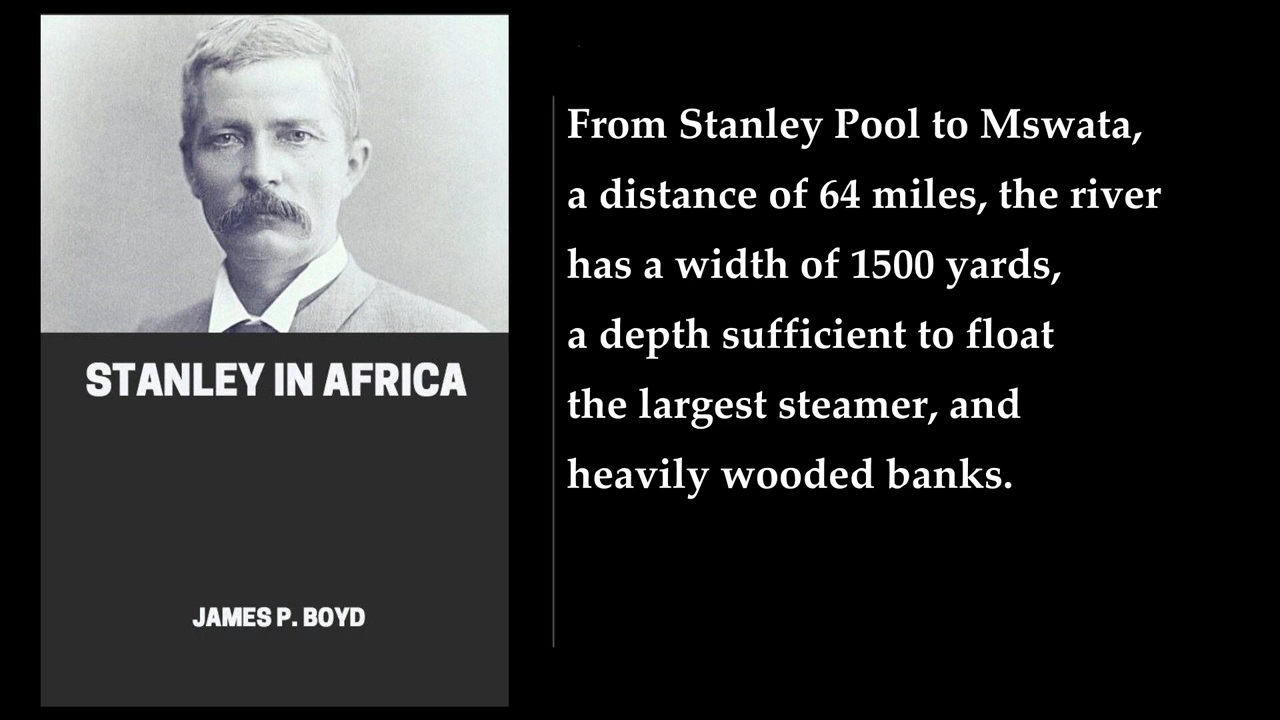 STANLEY IN AFRICA
JAMES P. BOYD
From Stanley Pool to Mswata,
a distance of 64 miles, the river
has a width of 1500 yards,
a depth sufficient to float
the largest steamer, and
heavily wooded banks.